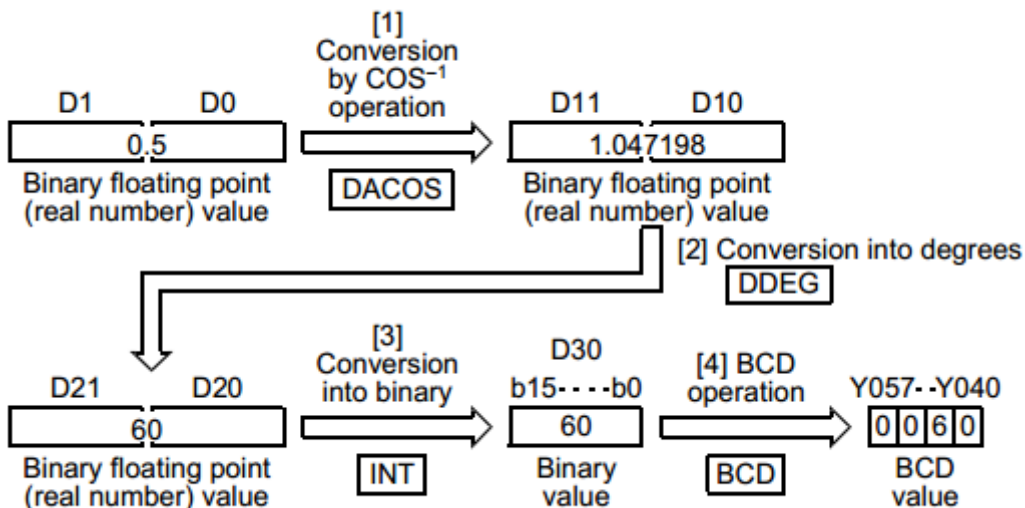 [1]
Conversion
by COS⁻¹
operation
D1 D0
0.5
Binary floating point
(real number) value
DACOS
D11 D10
1.047198
Binary floating point
(real number) value
[2] Conversion into degrees
DDEG
D21 D20
60
Binary floating point
(real number) value
[3]
Conversion
into binary
INT
D30
b15----b0
60
Binary
value
[4] BCD
operation
BCD
Y057--Y040
0 0 6 0
BCD
value